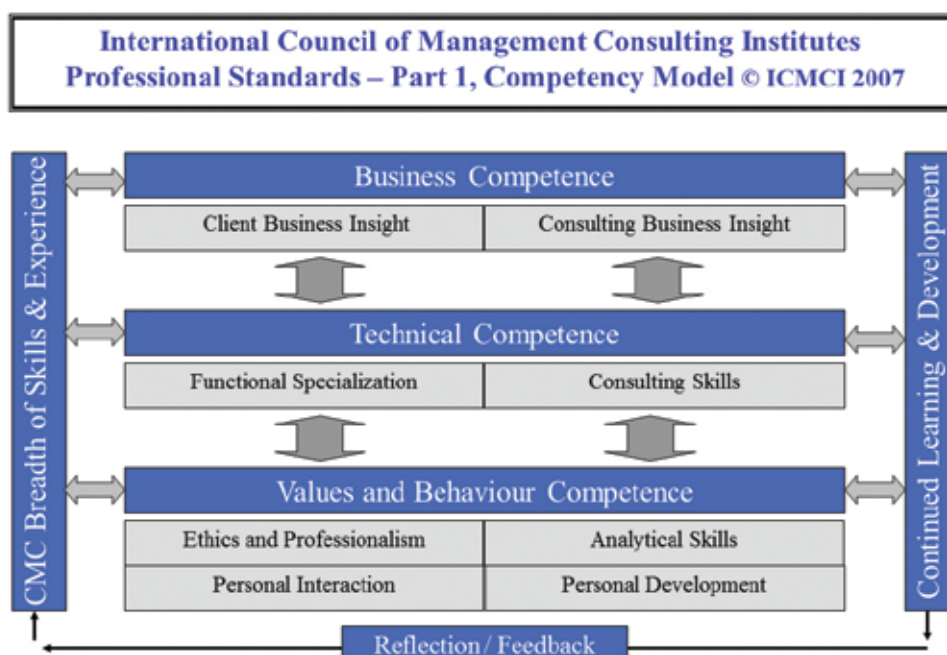 International Council of Management Consulting Institutes
Professional Standards – Part 1, Competency Model © ICMCI 2007
CMC Breadth of Skills & Experience
Business Competence
Client Business Insight
Consulting Business Insight
Technical Competence
Functional Specialization
Consulting Skills
Values and Behaviour Competence
Ethics and Professionalism
Analytical Skills
Personal Interaction
Personal Development
Continued Learning & Development
Reflection / Feedback